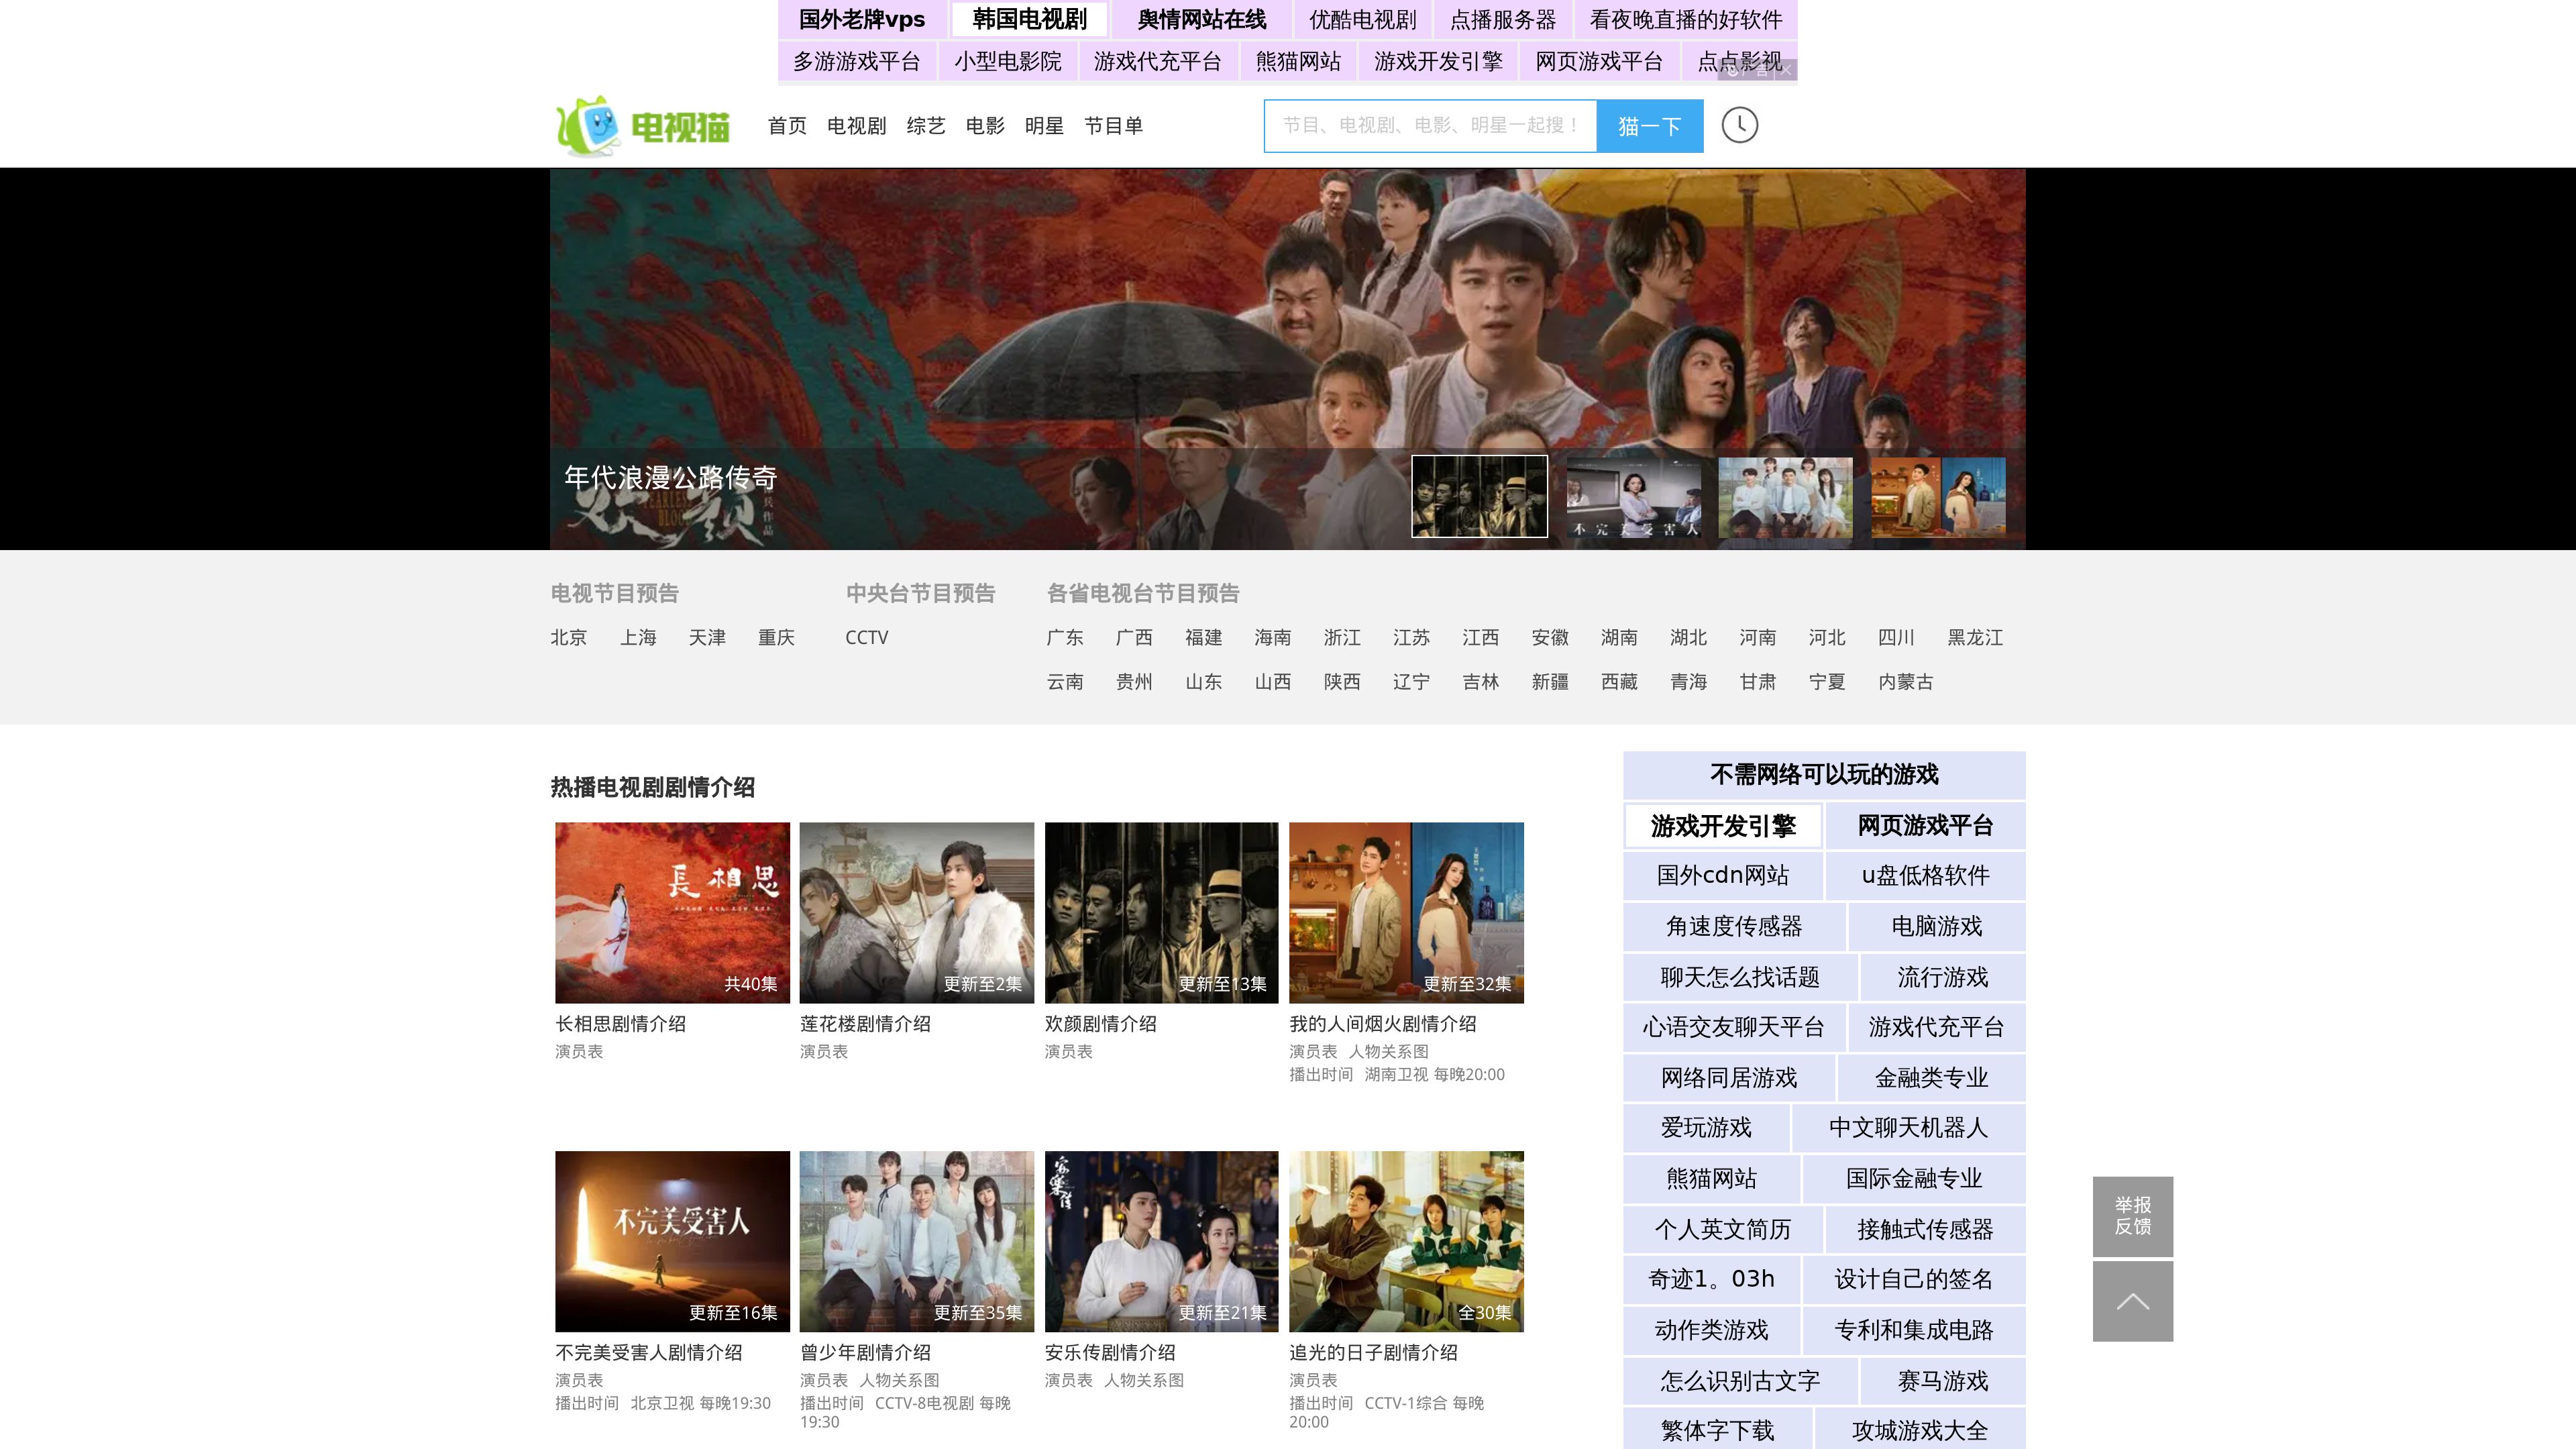 国外老牌vps 韩国电视剧 舆情网站在线 优酷电视剧 点播服务器 看夜晚直播的好软件
多游游戏平台 小型电影院 游戏代充平台 熊猫网站 游戏开发引擎 网页游戏平台 点点影视
广告
电视猫 首页 电视剧 综艺 电影 明星 节目单 节目、电视剧、电影、明星一起搜！ 猫一下
年代浪漫公路传奇
欢颜
FEARLESS BLOOD
不完美受害人
电视节目预告 中央台节目预告 各省电视台节目预告
北京 上海 天津 重庆 CCTV 广东 广西 福建 海南 浙江 江苏 江西 安徽 湖南 湖北 河南 河北 四川 黑龙江
云南 贵州 山东 山西 陕西 辽宁 吉林 新疆 西藏 青海 甘肃 宁夏 内蒙古
热播电视剧剧情介绍
長相思
共40集 更新至2集 更新至13集 更新至32集
长相思剧情介绍 莲花楼剧情介绍 欢颜剧情介绍 我的人间烟火剧情介绍
演员表 演员表 演员表 演员表 人物关系图
播出时间 湖南卫视 每晚20:00
不完美受害人
安樂傳
更新至16集 更新至35集 更新至21集 全30集
不完美受害人剧情介绍 曾少年剧情介绍 安乐传剧情介绍 追光的日子剧情介绍
演员表 演员表 人物关系图 演员表 人物关系图 演员表
播出时间 北京卫视 每晚19:30 播出时间 CCTV-8电视剧 每晚 播出时间 CCTV-1综合 每晚
19:30 20:00
不需网络可以玩的游戏
游戏开发引擎 网页游戏平台
国外cdn网站 u盘低格软件
角速度传感器 电脑游戏
聊天怎么找话题 流行游戏
心语交友聊天平台 游戏代充平台
网络同居游戏 金融类专业
爱玩游戏 中文聊天机器人
熊猫网站 国际金融专业
个人英文简历 接触式传感器
奇迹1。03h 设计自己的签名
动作类游戏 专利和集成电路
怎么识别古文字 赛马游戏
繁体字下载 攻城游戏大全
举报
反馈